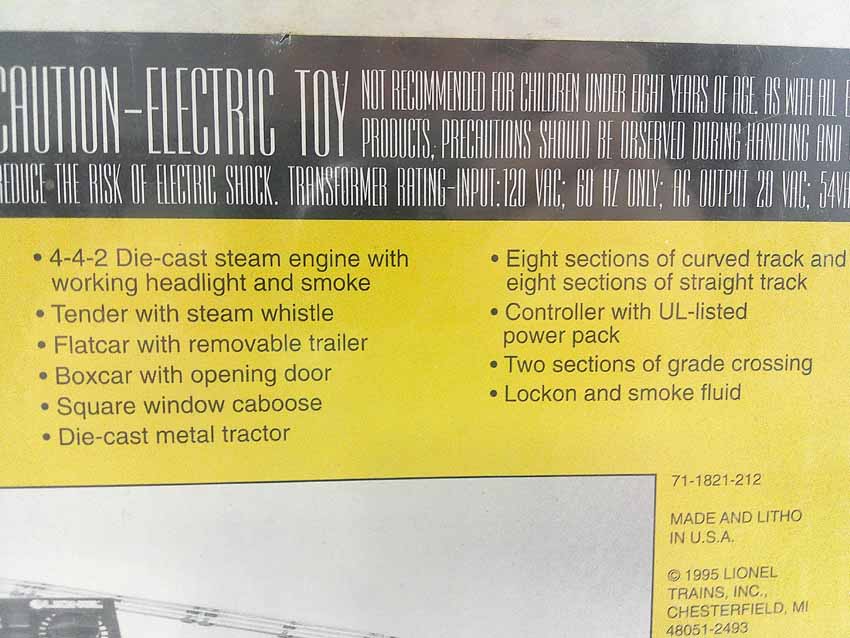 CAUTION-ELECTRIC TOY
NOT RECOMMENDED FOR CHILDREN UNDER EIGHT YEARS OF AGE. AS WITH ALL E
PRODUCTS, PRECAUTIONS SHOULD BE OBSERVED DURING HANDLING AND
REDUCE THE RISK OF ELECTRIC SHOCK. TRANSFORMER RATING-INPUT: 120 VAC; 60 HZ ONLY; AC OUTPUT 20 VAC; 54VA
• 4-4-2 Die-cast steam engine with
working headlight and smoke
• Tender with steam whistle
• Flatcar with removable trailer
• Boxcar with opening door
• Square window caboose
• Die-cast metal tractor
• Eight sections of curved track and
eight sections of straight track
• Controller with UL-listed
power pack
• Two sections of grade crossing
• Lockon and smoke fluid
71-1821-212
MADE AND LITHO
IN U.S.A.
© 1995 LIONEL
TRAINS, INC.,
CHESTERFIELD, MI
48051-2493
LIONEL